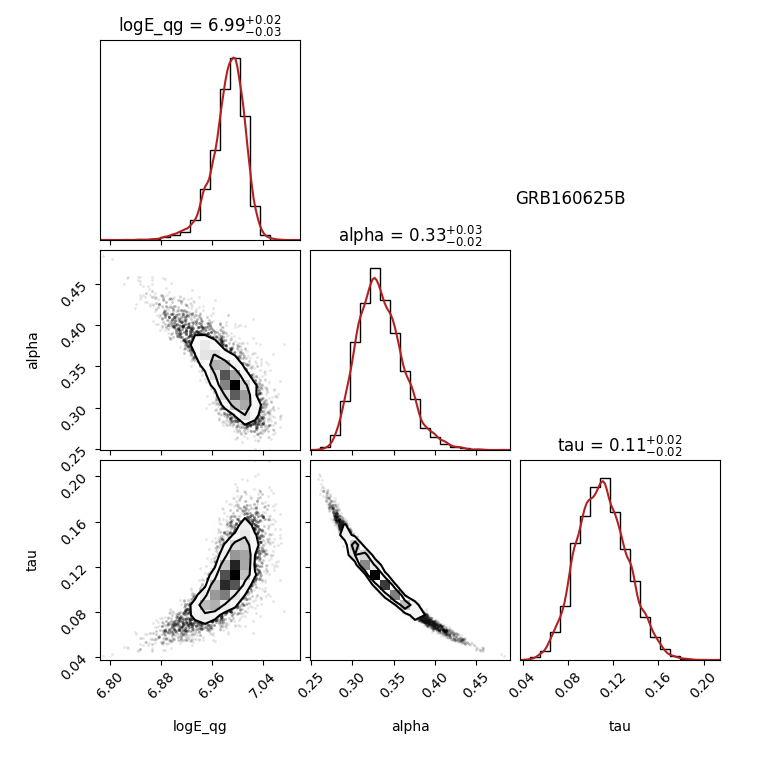 logE_qg = 6.99+0.02−0.03
GRB160625B
alpha = 0.33+0.03−0.02
alpha
0.45
0.40
0.35
0.30
0.25
tau = 0.11+0.02−0.02
tau
0.20
0.16
0.12
0.08
0.04
6.80 6.88 6.96 7.04
0.25 0.30 0.35 0.40 0.45
0.04 0.08 0.12 0.16 0.20
logE_qg alpha tau